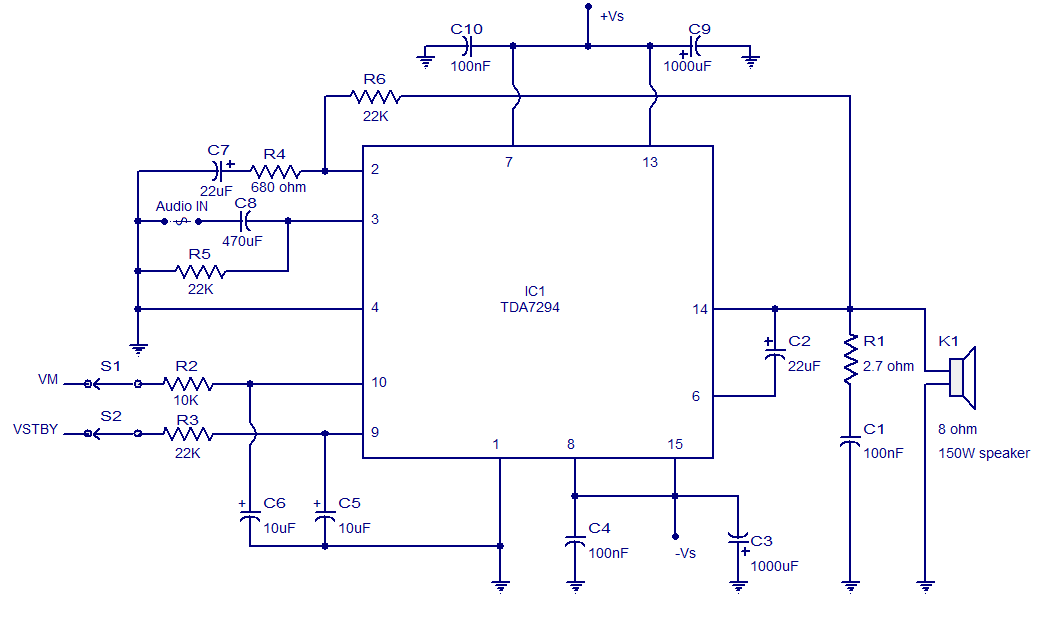 +Vs
C10
100nF
C9
+
1000uF
R6
22K
C7
+
22uF
R4
680 ohm
Audio IN
C8
470uF
R5
22K
7
13
2
3
4
IC1
TDA7294
14
6
10
9
1
8
15
VM
S1
R2
10K
VSTBY
S2
R3
22K
+
C6
10uF
+
C5
10uF
C4
100nF
-Vs
C3
+
1000uF
+
C2
22uF
R1
2.7 ohm
C1
100nF
K1
8 ohm
150W speaker